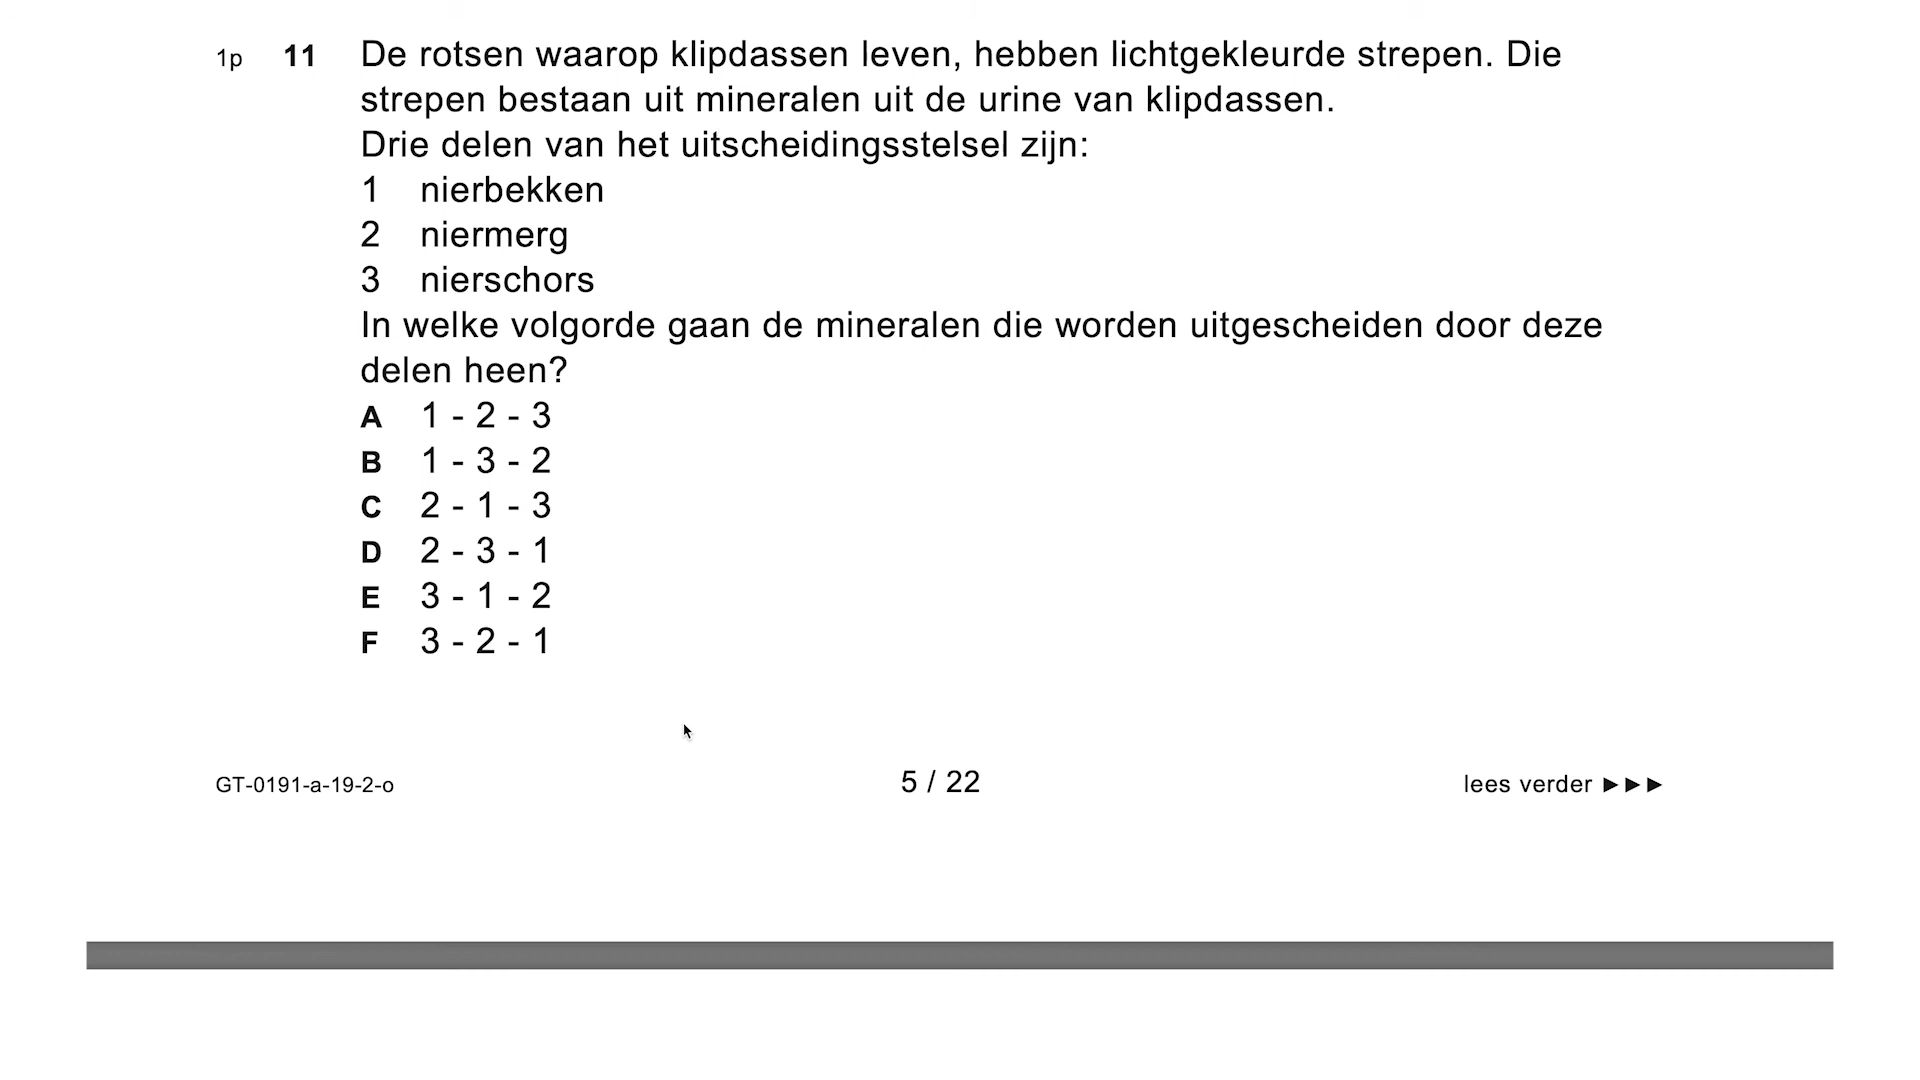 1p 11 De rotsen waarop klipdassen leven, hebben lichtgekleurde strepen. Die
strepen bestaan uit mineralen uit de urine van klipdassen.
Drie delen van het uitscheidingsstelsel zijn:
1 nierbekken
2 niermerg
3 nierschors
In welke volgorde gaan de mineralen die worden uitgescheiden door deze
delen heen?
A 1 - 2 - 3
B 1 - 3 - 2
C 2 - 1 - 3
D 2 - 3 - 1
E 3 - 1 - 2
F 3 - 2 - 1
GT-0191-a-19-2-o 5 / 22 lees verder ►►►